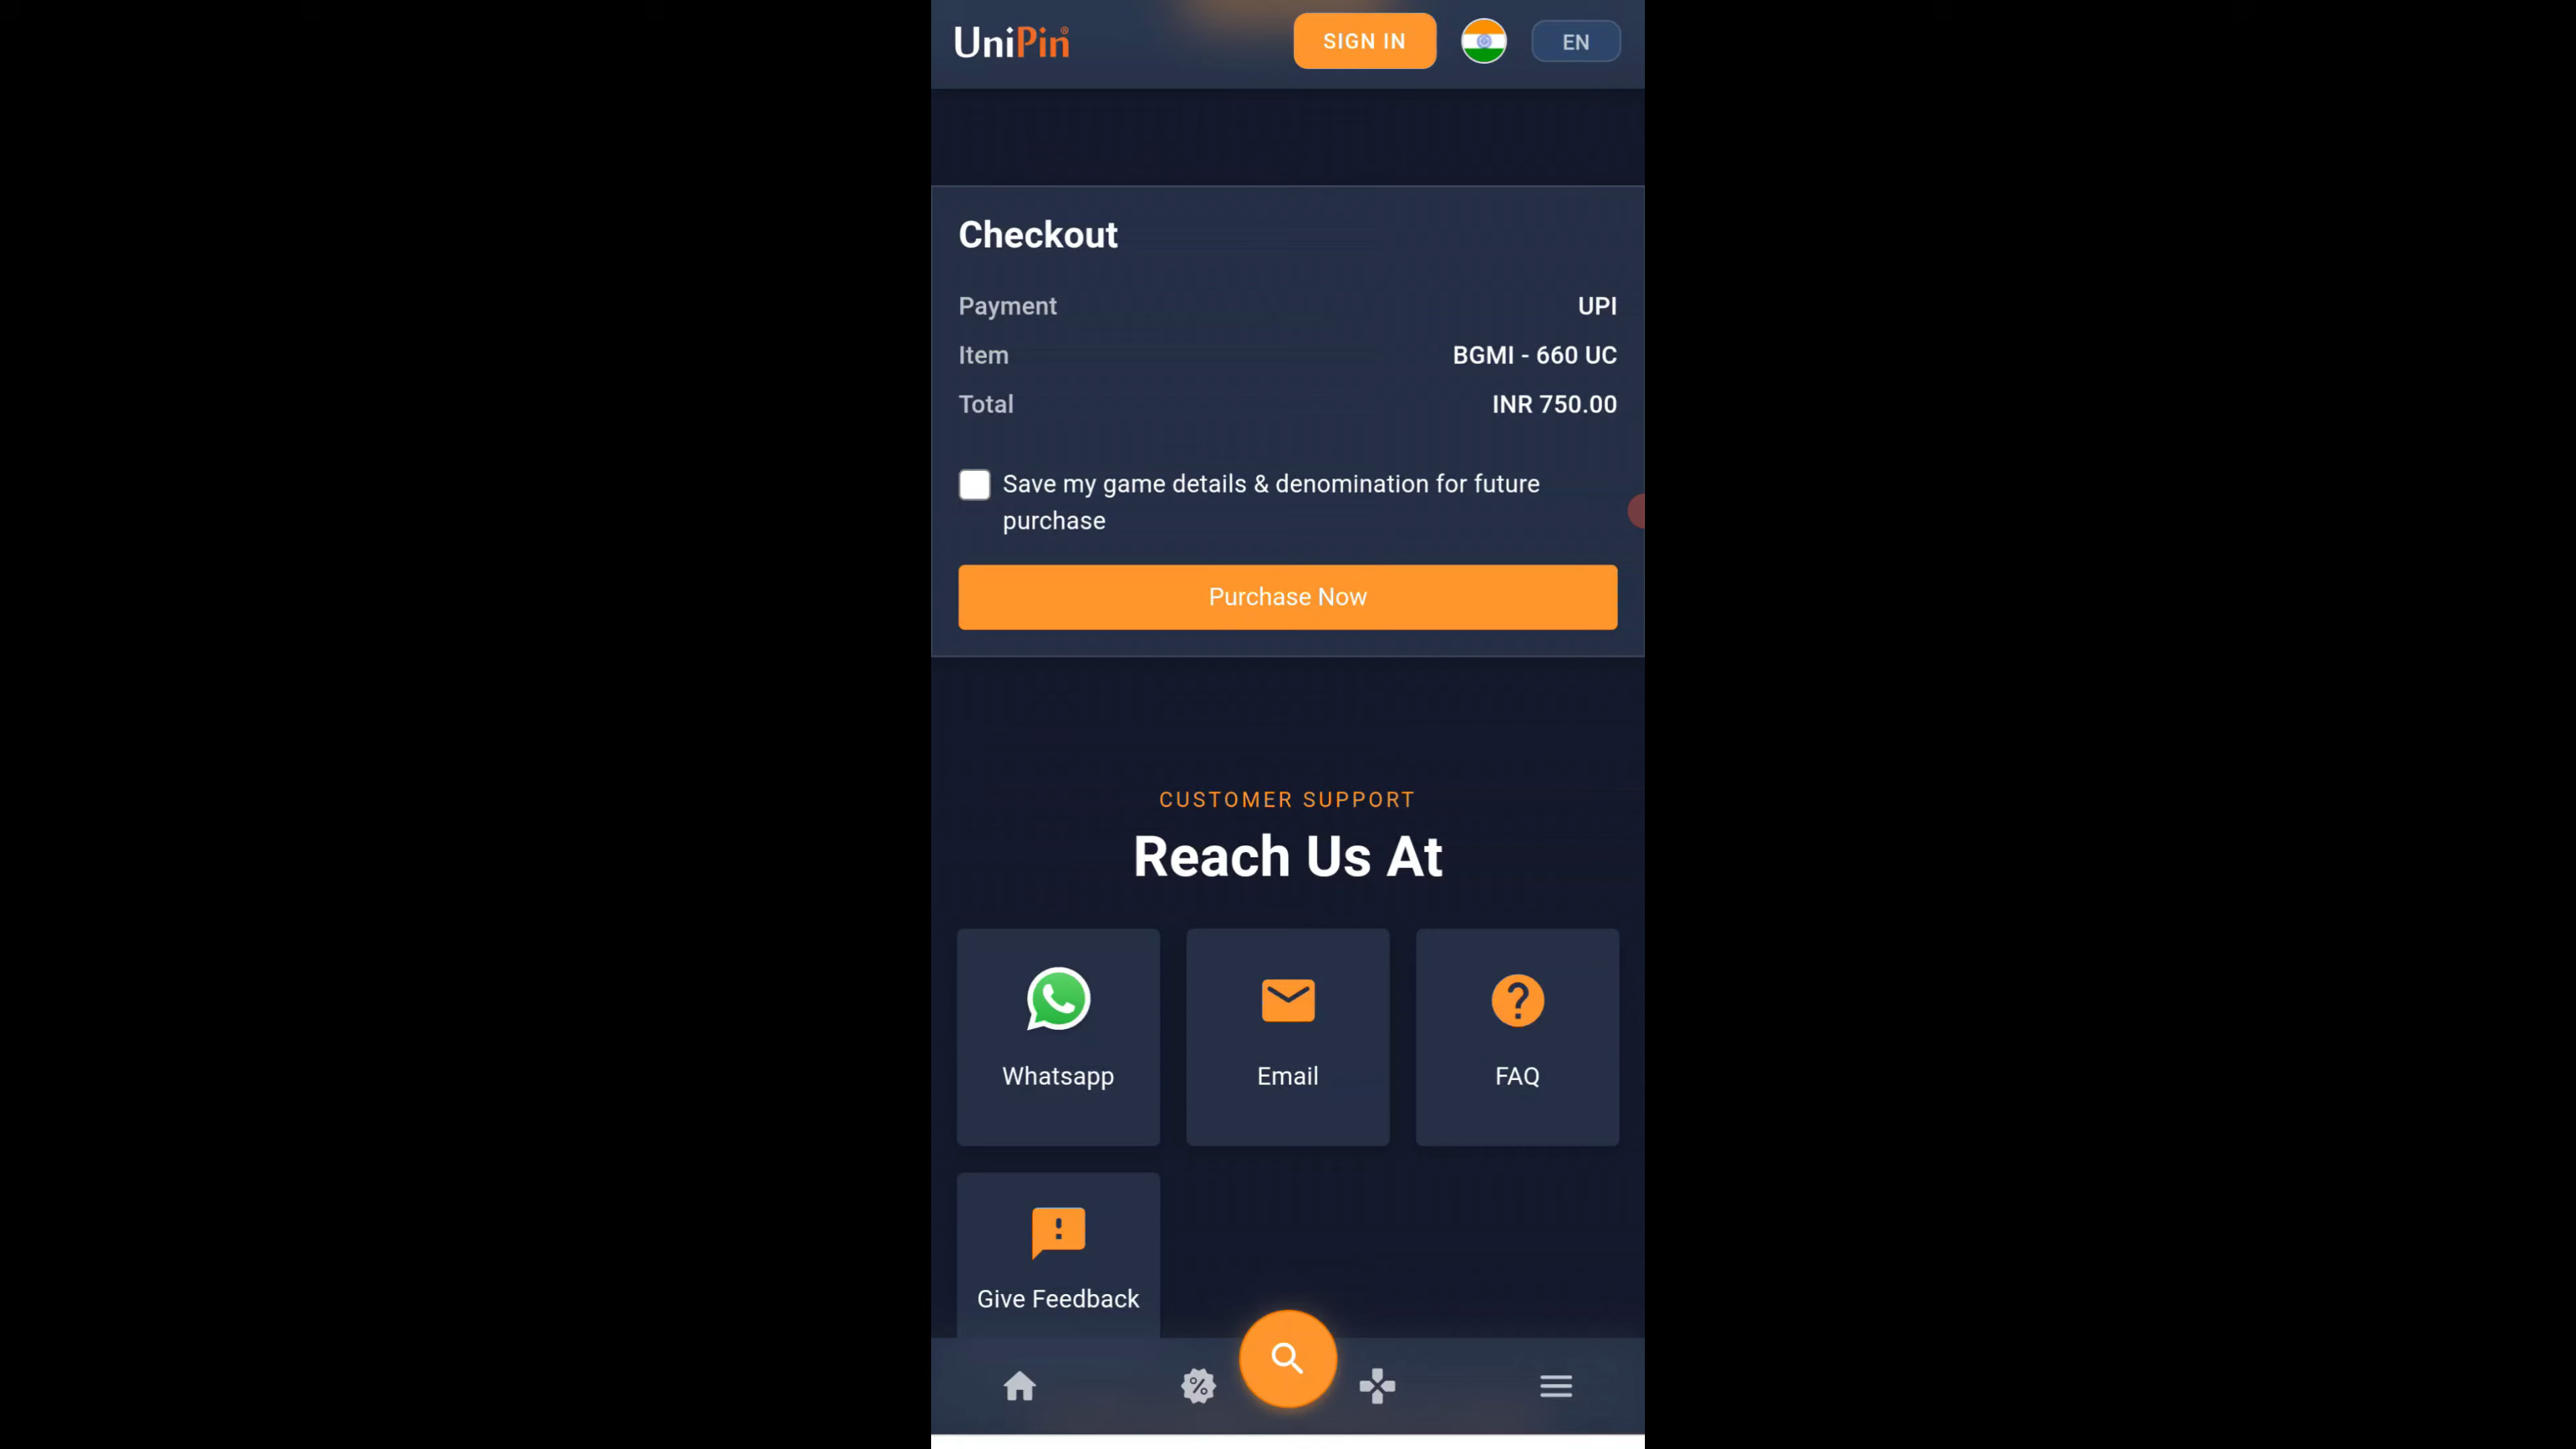 UniPin®
SIGN IN
EN
Checkout
Payment UPI
Item BGMI - 660 UC
Total INR 750.00
Save my game details & denomination for future
purchase
Purchase Now
CUSTOMER SUPPORT
Reach Us At
Whatsapp Email FAQ
Give Feedback